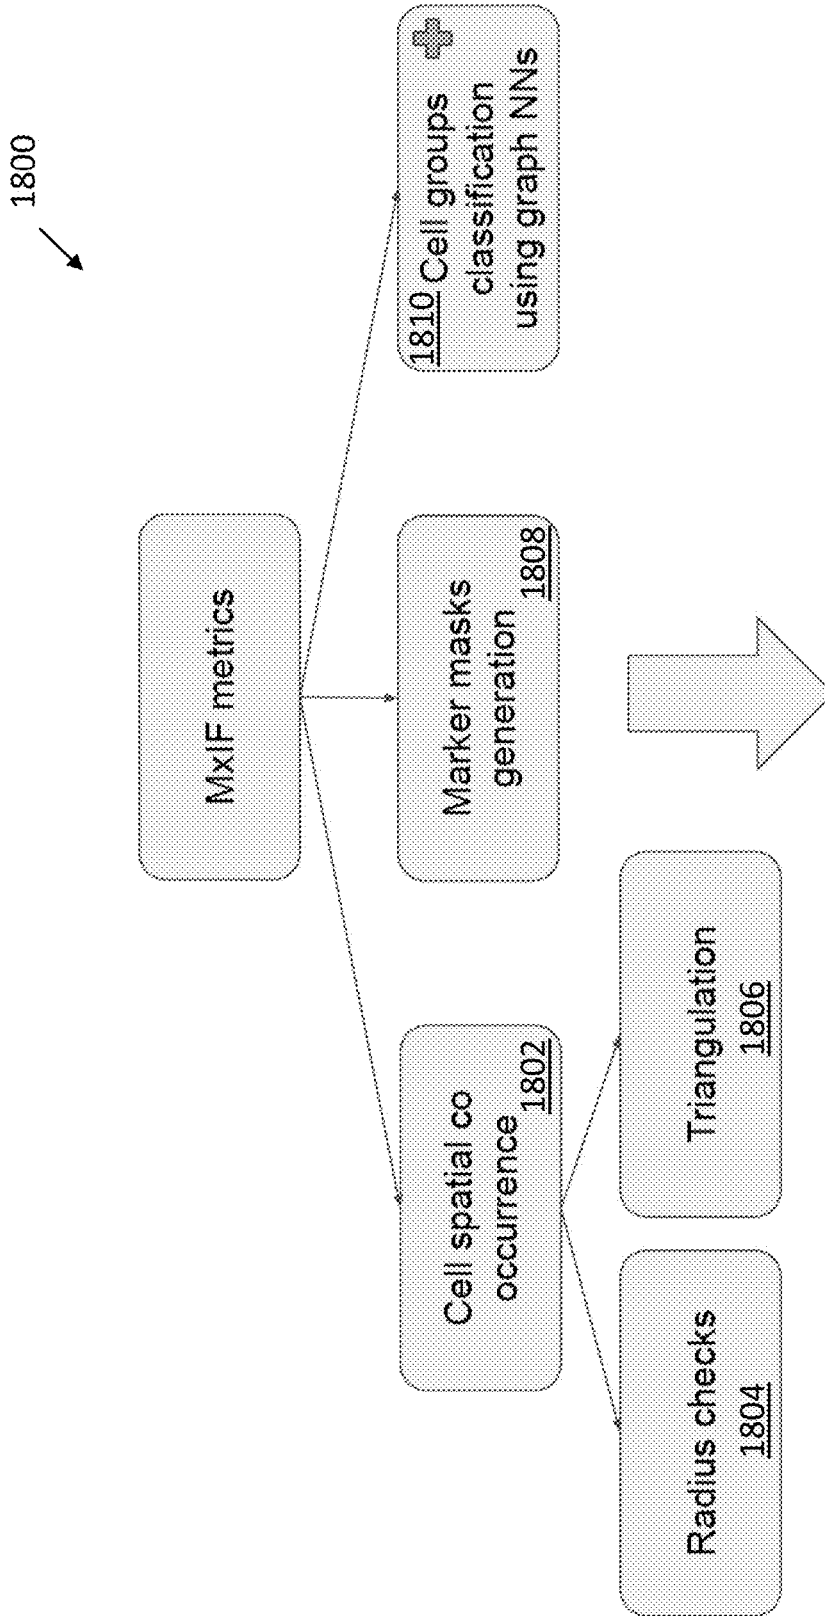 1800
MxIF metrics
Cell spatial co
occurrence
1802
Marker masks
generation
1808
1810 Cell groups
classification
using graph NNs
Radius checks
1804
Triangulation
1806